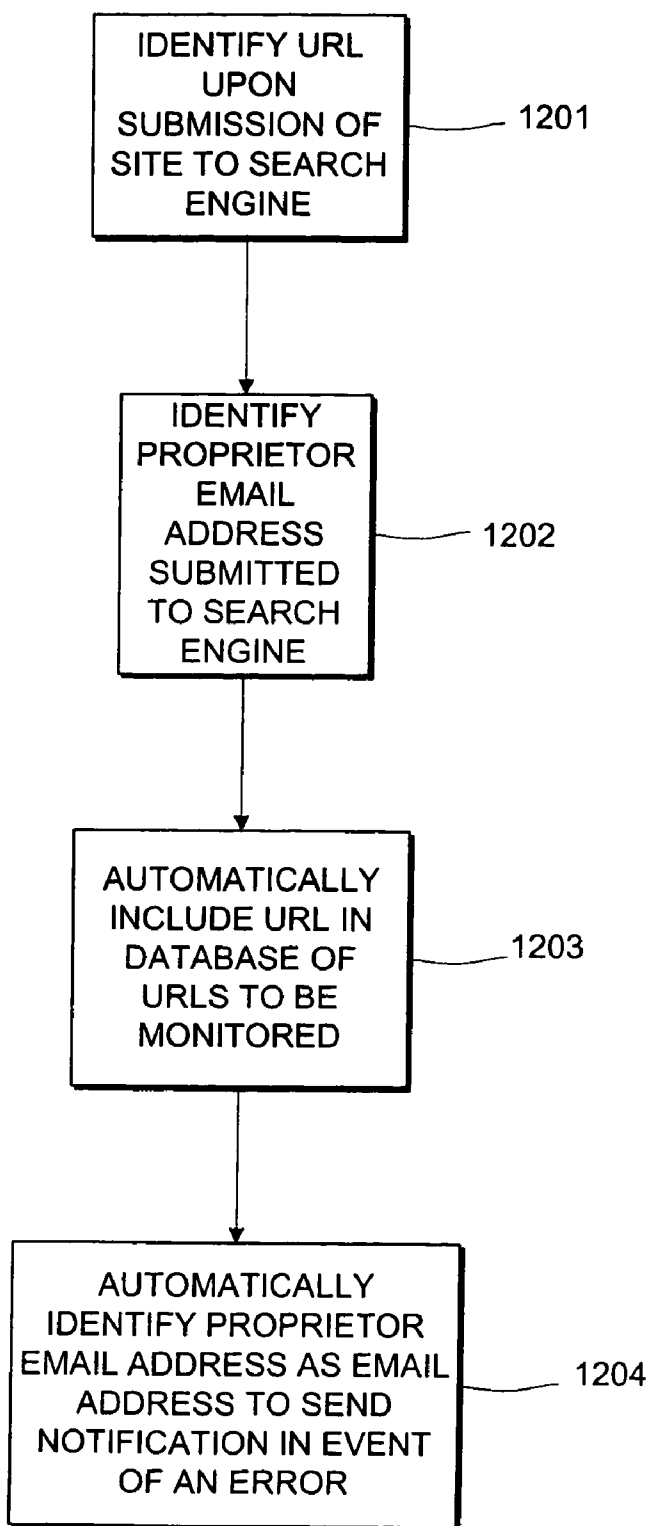 IDENTIFY URL
UPON
SUBMISSION OF
SITE TO SEARCH
ENGINE
1201
IDENTIFY
PROPRIETOR
EMAIL
ADDRESS
SUBMITTED
TO SEARCH
ENGINE
1202
AUTOMATICALLY
INCLUDE URL IN
DATABASE OF
URLS TO BE
MONITORED
1203
AUTOMATICALLY
IDENTIFY PROPRIETOR
EMAIL ADDRESS AS EMAIL
ADDRESS TO SEND
NOTIFICATION IN EVENT
OF AN ERROR
1204